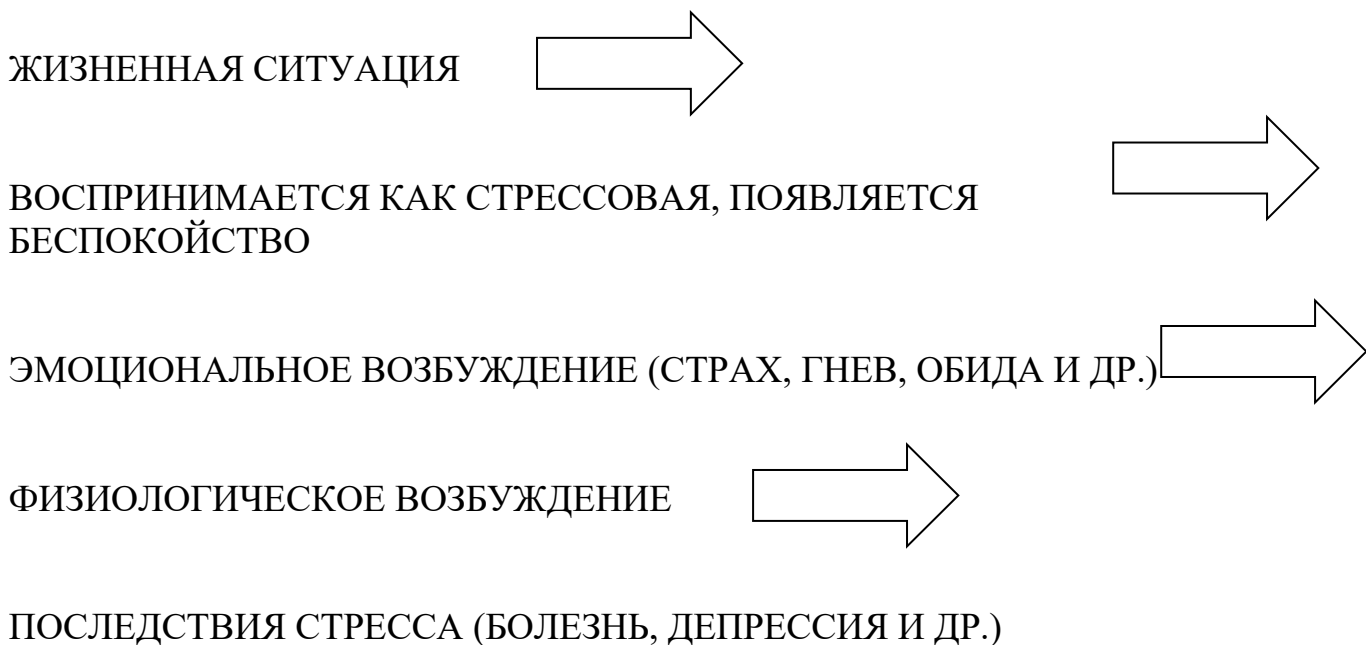 ЖИЗНЕННАЯ СИТУАЦИЯ
ВОСПРИНИМАЕТСЯ КАК СТРЕССОВАЯ, ПОЯВЛЯЕТСЯ
БЕСПОКОЙСТВО
ЭМОЦИОНАЛЬНОЕ ВОЗБУЖДЕНИЕ (СТРАХ, ГНЕВ, ОБИДА И ДР.)
ФИЗИОЛОГИЧЕСКОЕ ВОЗБУЖДЕНИЕ
ПОСЛЕДСТВИЯ СТРЕССА (БОЛЕЗНЬ, ДЕПРЕССИЯ И ДР.)